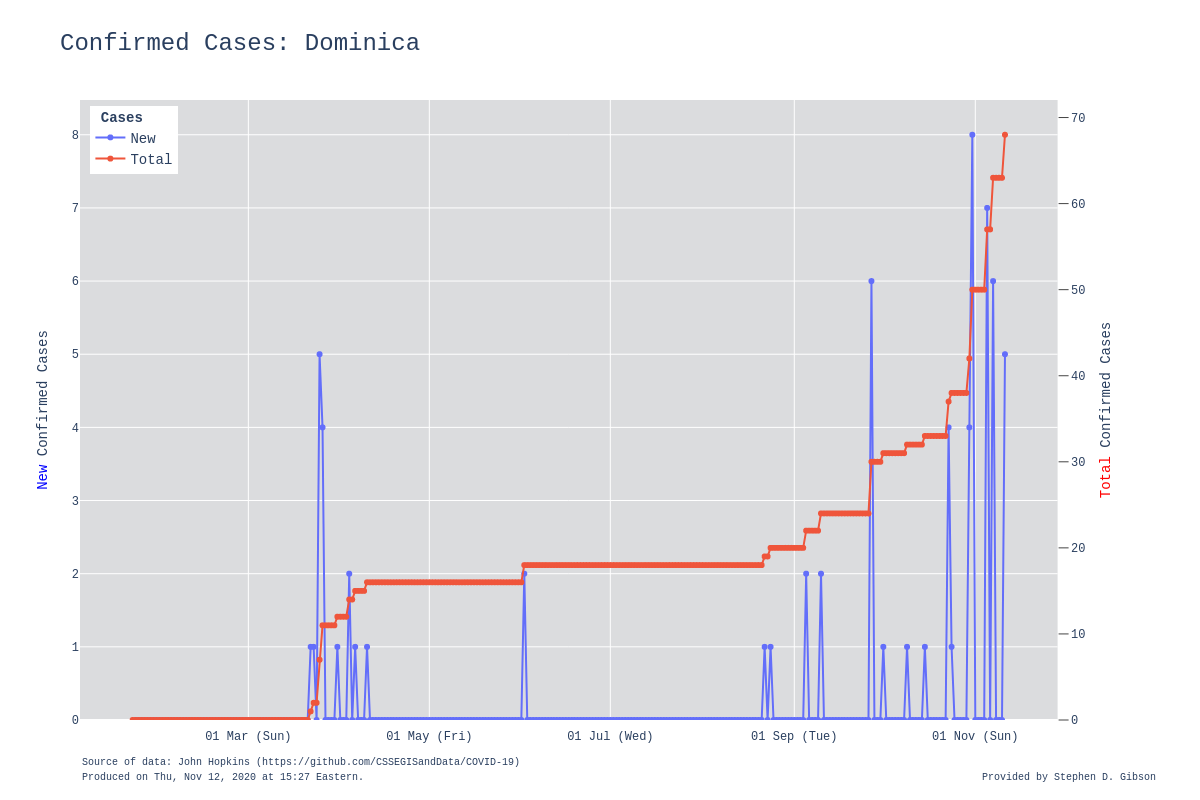 Confirmed Cases: Dominica
Cases
New
Total
8
7
6
5
4
3
2
1
0
New Confirmed Cases
70
60
50
40
30
20
10
0
Total Confirmed Cases
01 Mar (Sun)
01 May (Fri)
01 Jul (Wed)
01 Sep (Tue)
01 Nov (Sun)
Source of data: John Hopkins (https://github.com/CSSEGISandData/COVID-19)
Produced on Thu, Nov 12, 2020 at 15:27 Eastern.
Provided by Stephen D. Gibson